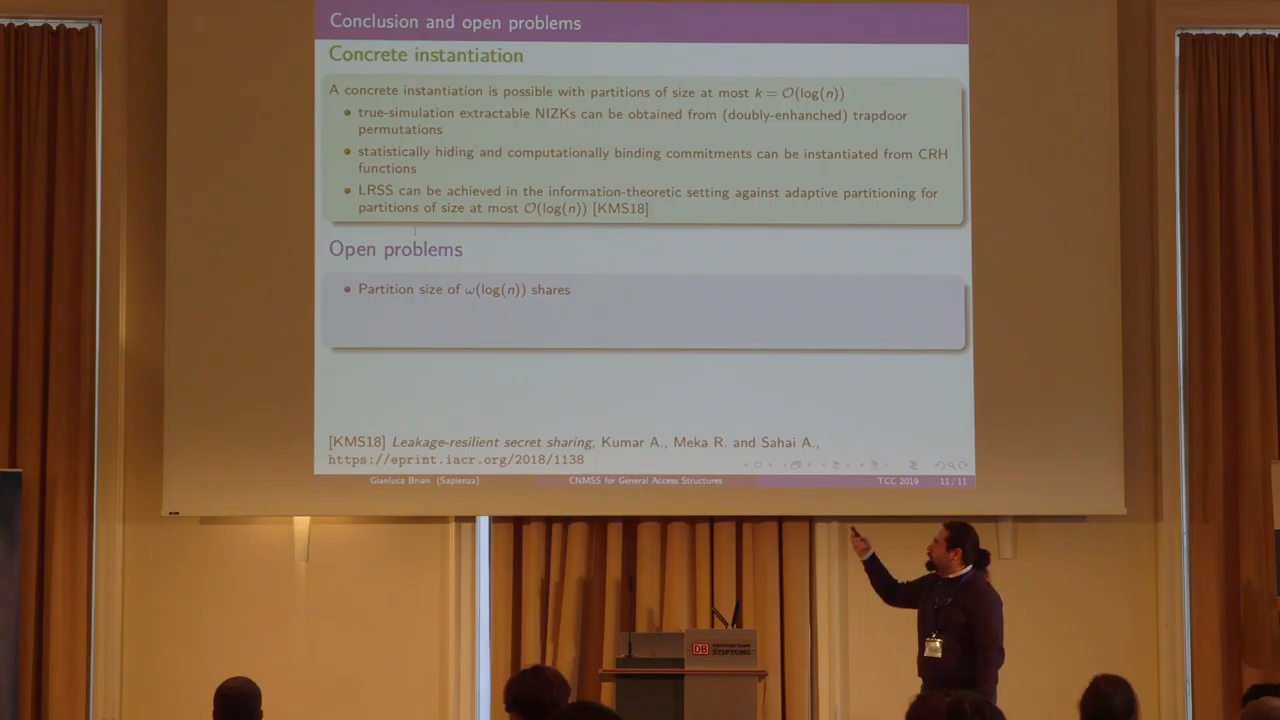 Conclusion and open problems
Concrete instantiation
A concrete instantiation is possible with partitions of size at most k = 𝒪(log(n))
• true-simulation extractable NIZKs can be obtained from (doubly-enhanched) trapdoor
permutations
• statistically hiding and computationally binding commitments can be instantiated from CRH
functions
• LRSS can be achieved in the information-theoretic setting against adaptive partitioning for
partitions of size at most 𝒪(log(n)) [KMS18]
Open problems
• Partition size of ω(log(n)) shares
[KMS18] Leakage-resilient secret sharing, Kumar A., Meka R. and Sahai A.,
https://eprint.iacr.org/2018/1138
Gianluca Brian (Sapienza) CNMSS for General Access Structures TCC 2019 11 / 11
DB
STIFTUNG